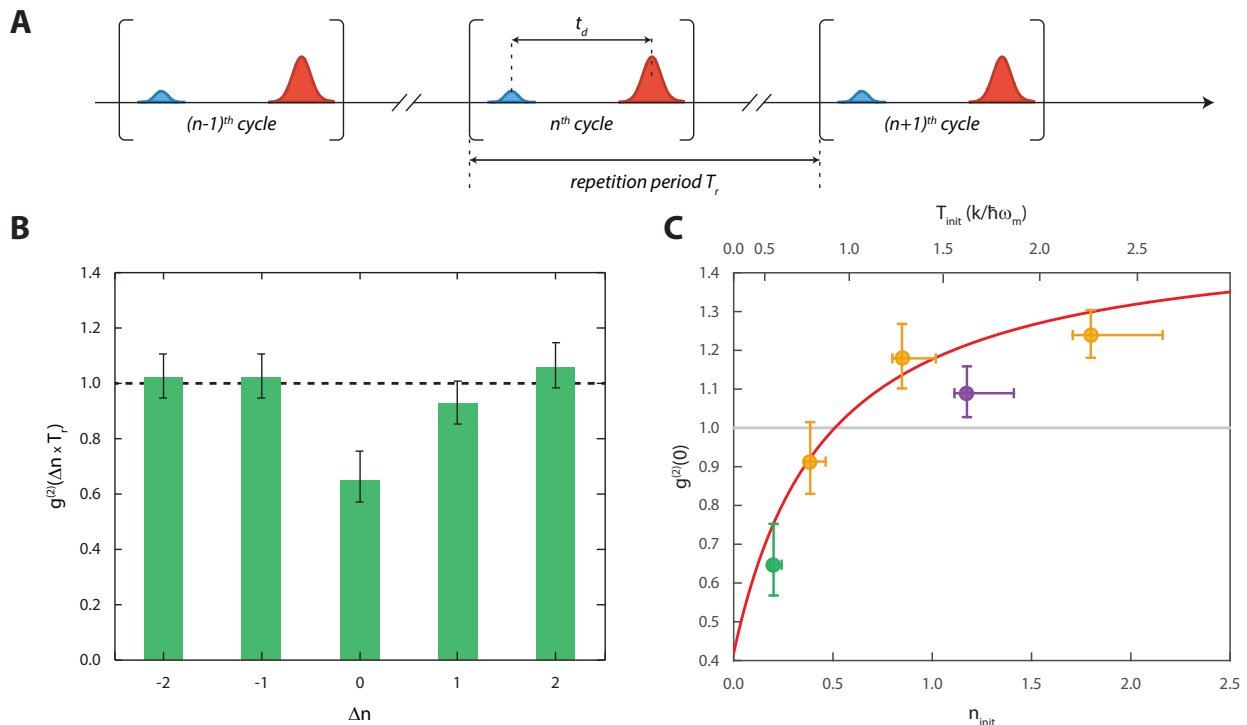 A
t_d
(n-1)^th cycle
n^th cycle
(n+1)^th cycle
repetition period T_r
B
g^(2)(Δn x T_r)
1.4
1.2
1.0
0.8
0.6
0.4
0.2
0.0
-2
-1
0
1
2
Δn
C
T_init (k/ħω_m)
0.0
0.5
1.0
1.5
2.0
2.5
g^(2)(0)
1.4
1.3
1.2
1.1
1.0
0.9
0.8
0.7
0.6
0.5
0.4
0.0
0.5
1.0
1.5
2.0
2.5
n_init